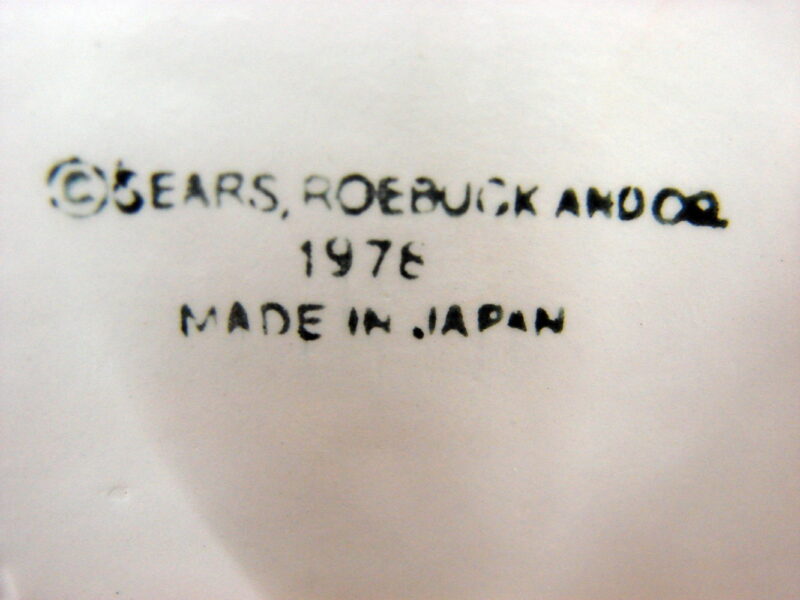 ©SEARS, ROEBUCK AND CO.
1978
MADE IN JAPAN